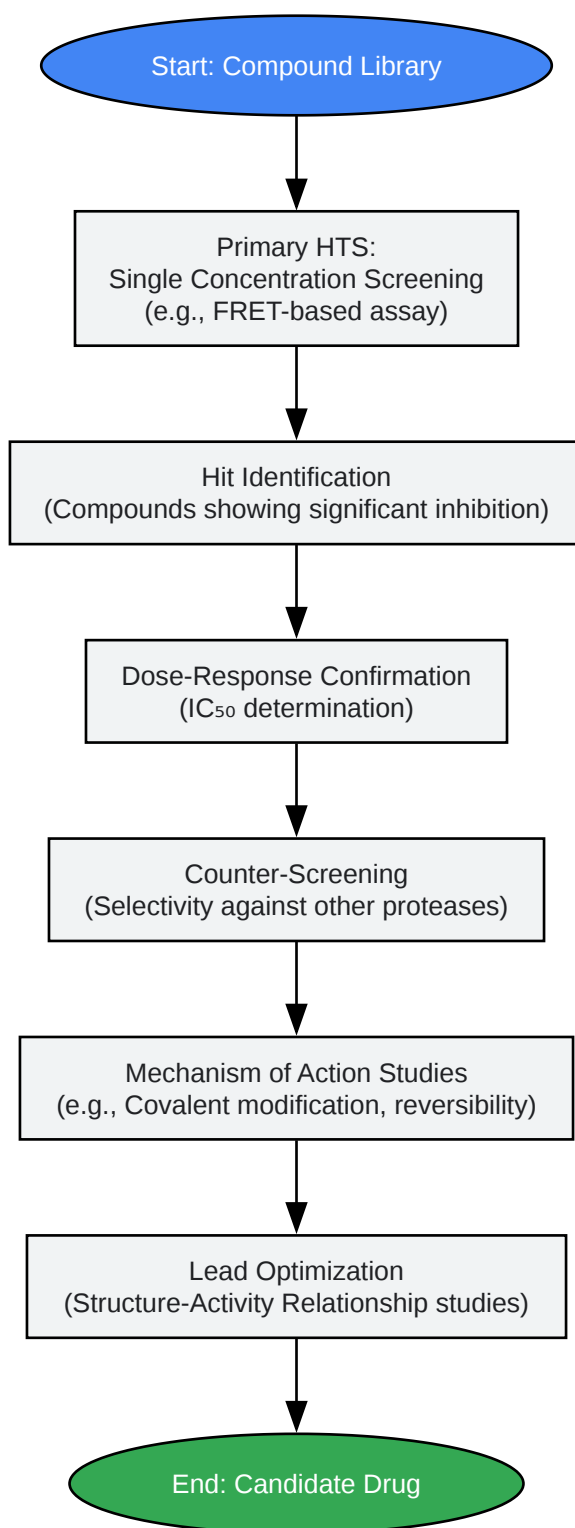 Start: Compound Library
Primary HTS:
Single Concentration Screening
(e.g., FRET-based assay)
Hit Identification
(Compounds showing significant inhibition)
Dose-Response Confirmation
(IC₅₀ determination)
Counter-Screening
(Selectivity against other proteases)
Mechanism of Action Studies
(e.g., Covalent modification, reversibility)
Lead Optimization
(Structure-Activity Relationship studies)
End: Candidate Drug